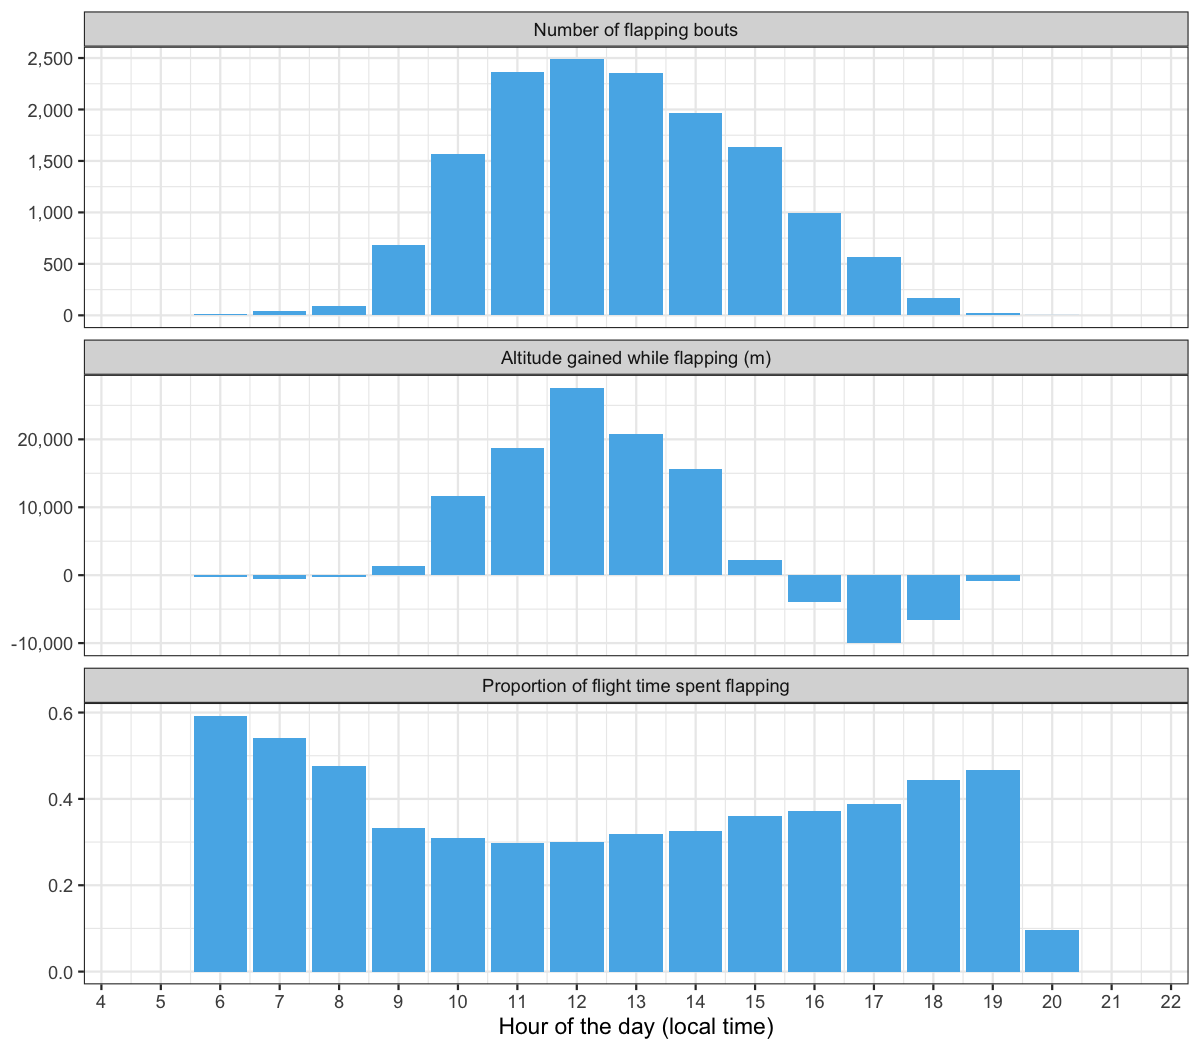 Number of flapping bouts
2,500
2,000
1,500
1,000
500
0
Altitude gained while flapping (m)
20,000
10,000
0
-10,000
Proportion of flight time spent flapping
0.6
0.4
0.2
0.0
4 5 6 7 8 9 10 11 12 13 14 15 16 17 18 19 20 21 22
Hour of the day (local time)